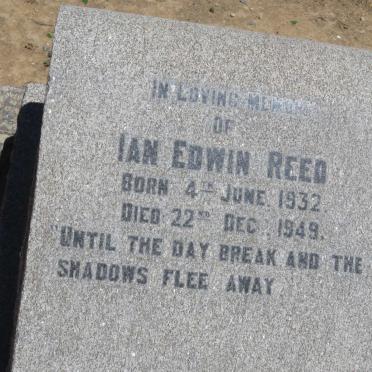 IN LOVING MEMORY
OF
IAN EDWIN REED
BORN 4TH JUNE 1932.
DIED 22ND DEC. 1949.
"UNTIL THE DAY BREAK AND THE
SHADOWS FLEE AWAY